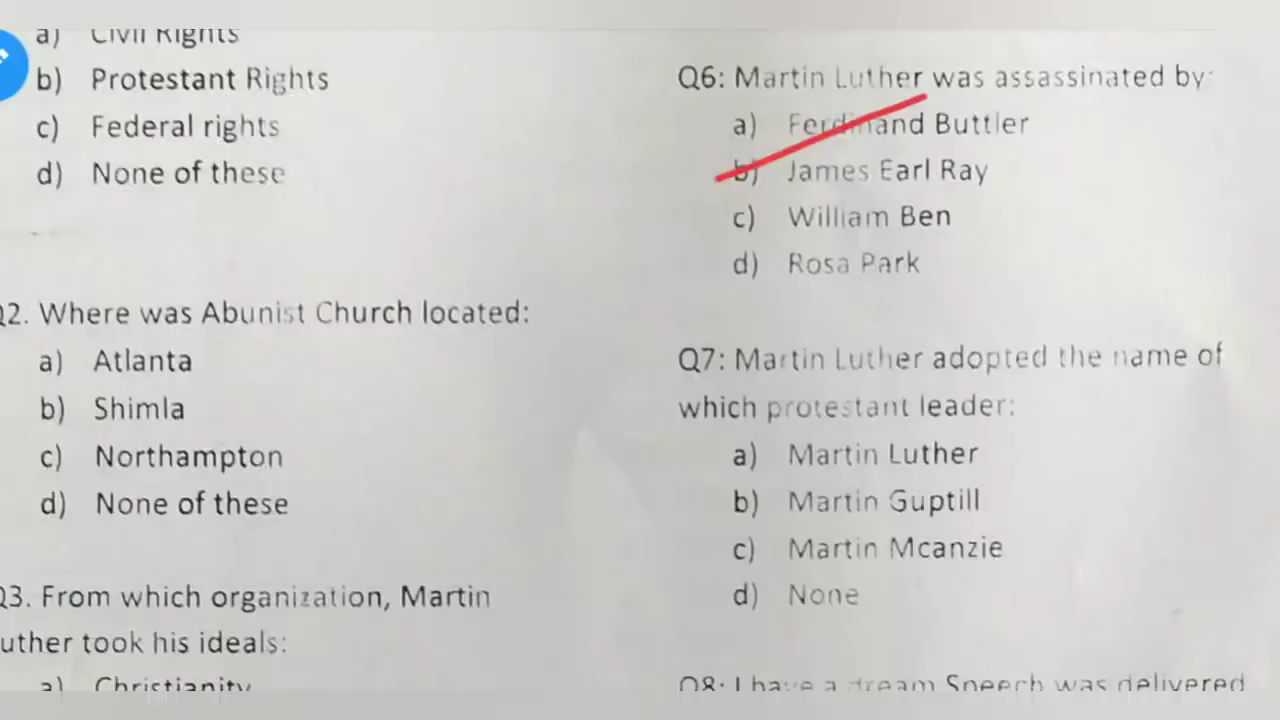 a) Civil Rights
b) Protestant Rights
c) Federal rights
d) None of these
Q2. Where was Abunist Church located:
a) Atlanta
b) Shimla
c) Northampton
d) None of these
Q3. From which organization, Martin
uther took his ideals:
a) Christianity
Q6: Martin Luther was assassinated by:
a) Ferdinand Buttler
b) James Earl Ray
c) William Ben
d) Rosa Park
Q7: Martin Luther adopted the name of
which protestant leader:
a) Martin Luther
b) Martin Guptill
c) Martin Mcanzie
d) None
Q8: I have a dream Speech was delivered